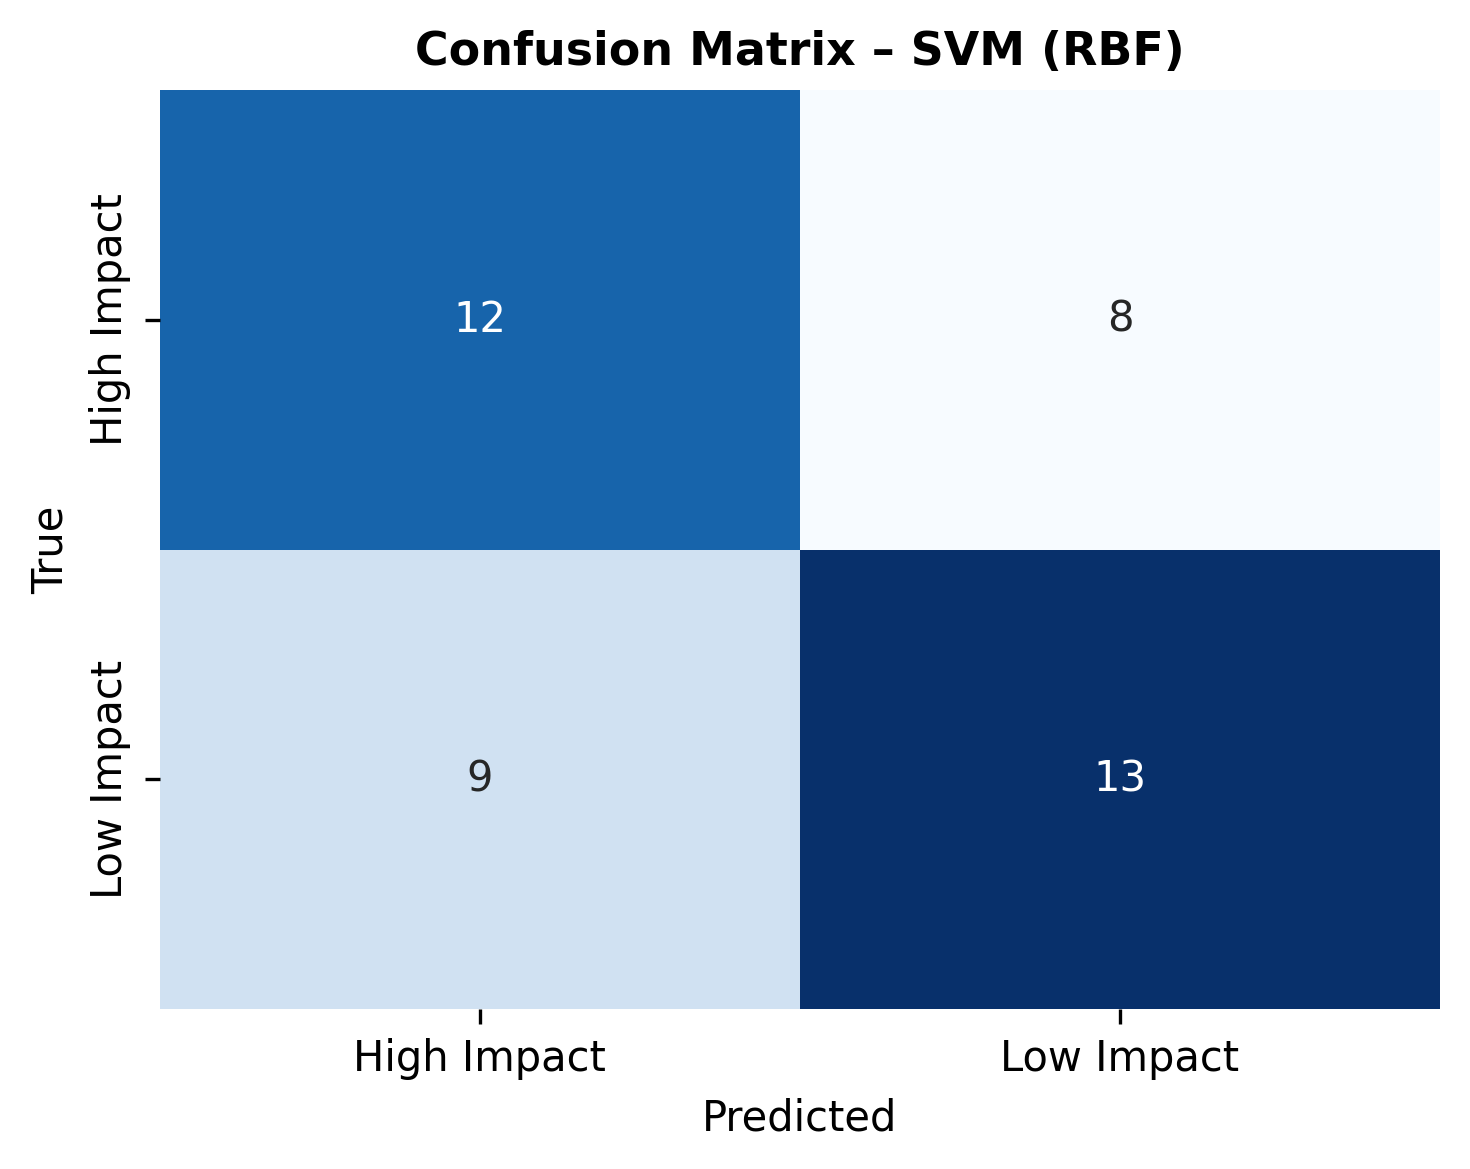 Confusion Matrix – SVM (RBF)
True
High Impact
12
8
Low Impact
9
13
High Impact
Low Impact
Predicted